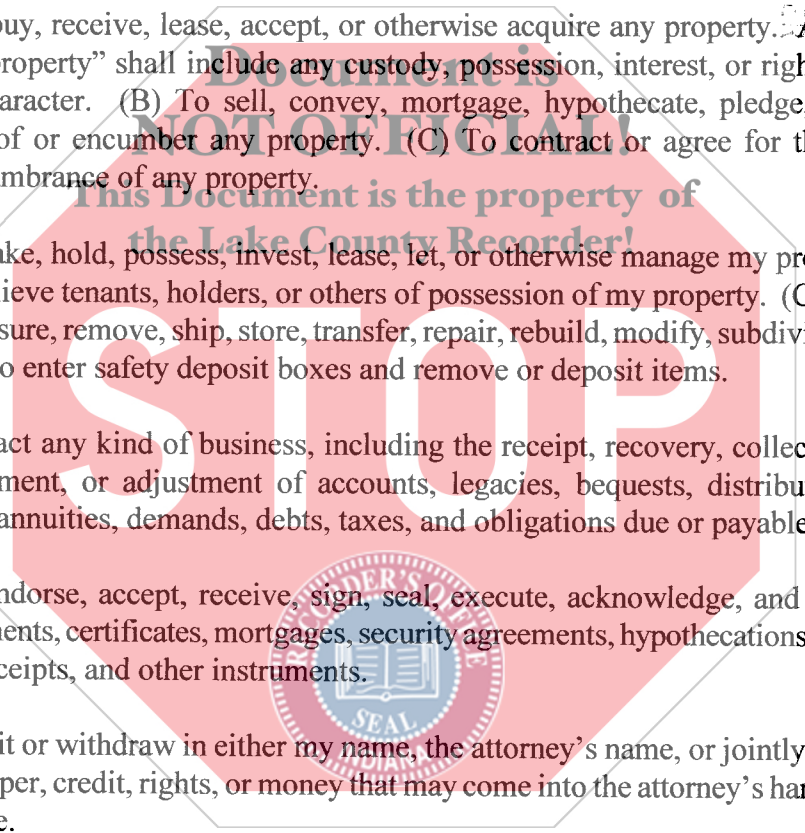 buy, receive, lease, accept, or otherwise acquire any property.
property” shall include any custody, possession, interest, or righ
aracter. (B) To sell, convey, mortgage, hypothecate, pledge
of or encumber any property. (C) To contract or agree for th
mbrance of any property.
Document is
NOT OFFICIAL!
This Document is the property of
the Lake County Recorder!
ake, hold, possess, invest, lease, let, or otherwise manage my pro
lieve tenants, holders, or others of possession of my property. (C
sure, remove, ship, store, transfer, repair, rebuild, modify, subdivi
o enter safety deposit boxes and remove or deposit items.
STOP
act any kind of business, including the receipt, recovery, collec
ment, or adjustment of accounts, legacies, bequests, distribu
annuities, demands, debts, taxes, and obligations due or payable
ndorse, accept, receive, sign, seal, execute, acknowledge, and
nents, certificates, mortgages, security agreements, hypothecations
ceipts, and other instruments.
RECORDER'S OFFICE
SEAL
INDIANA
it or withdraw in either my name, the attorney’s name, or jointly
per, credit, rights, or money that may come into the attorney’s han
e.